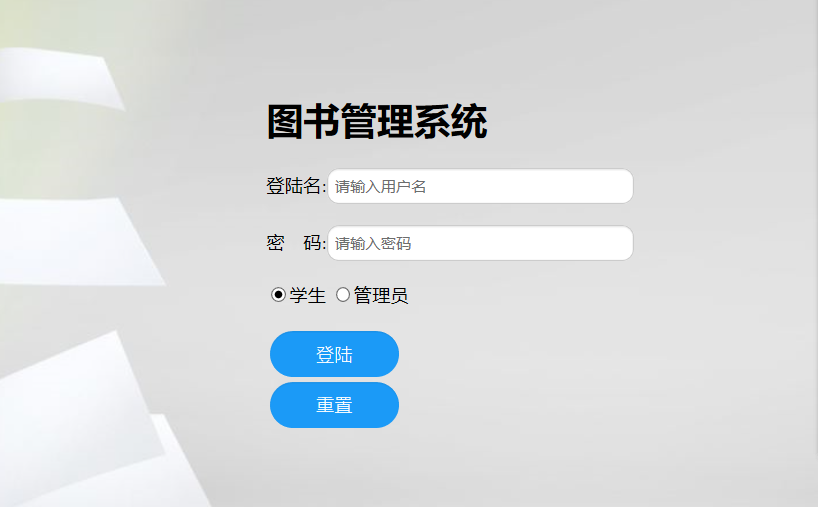 图书管理系统
登陆名:请输入用户名
密　码:请输入密码
学生 管理员
登陆
重置